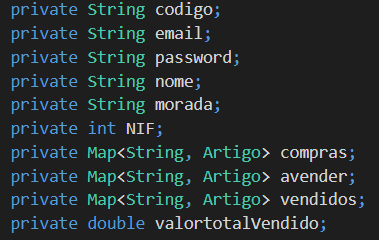 private String codigo;
private String email;
private String password;
private String nome;
private String morada;
private int NIF;
private Map<String, Artigo> compras;
private Map<String, Artigo> avender;
private Map<String, Artigo> vendidos;
private double valortotalVendido;